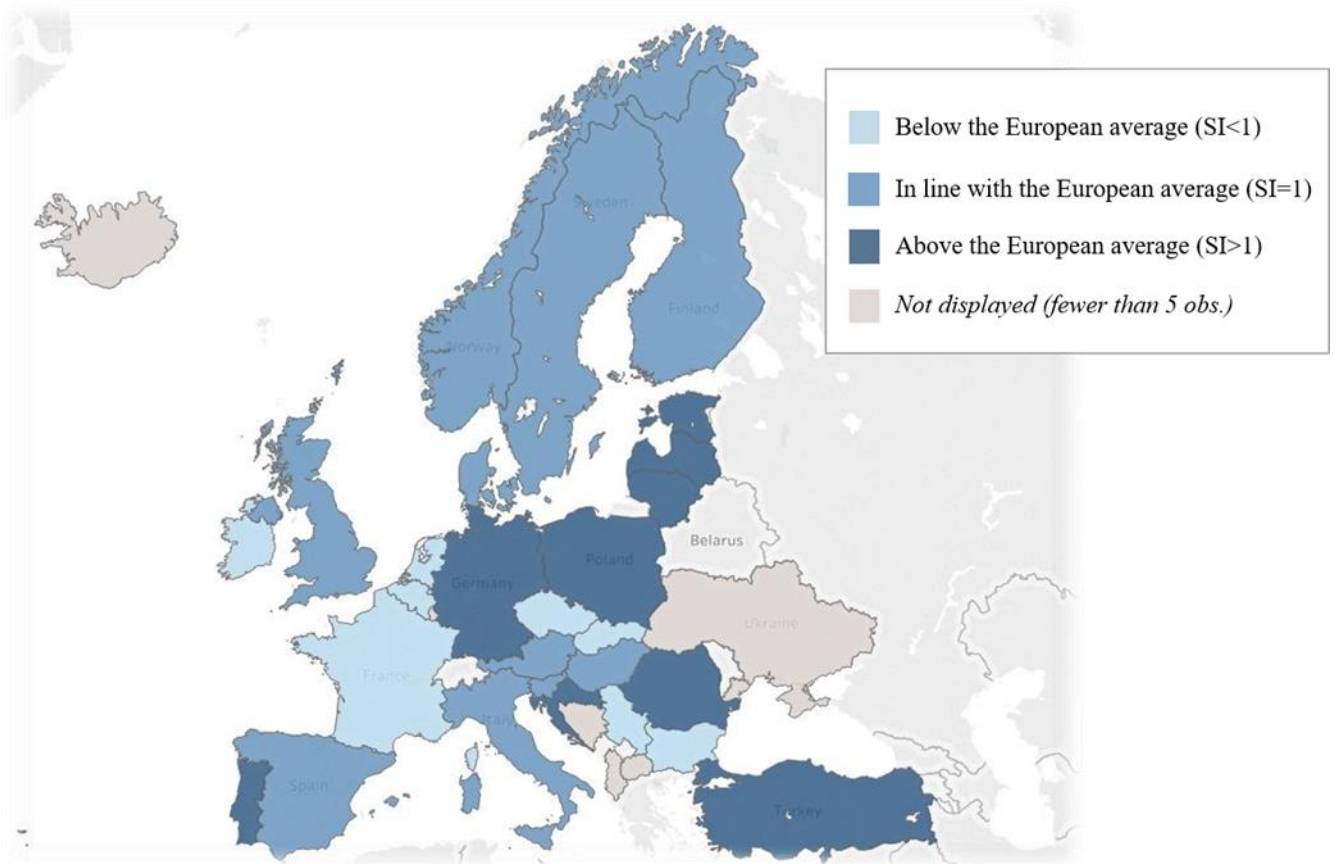 Below the European average (SI<1)
In line with the European average (SI=1)
Above the European average (SI>1)
Not displayed (fewer than 5 obs.)
Sweden
Finland
Norway
Belarus
Poland
Germany
Ukraine
France
Italy
Spain
Turkey